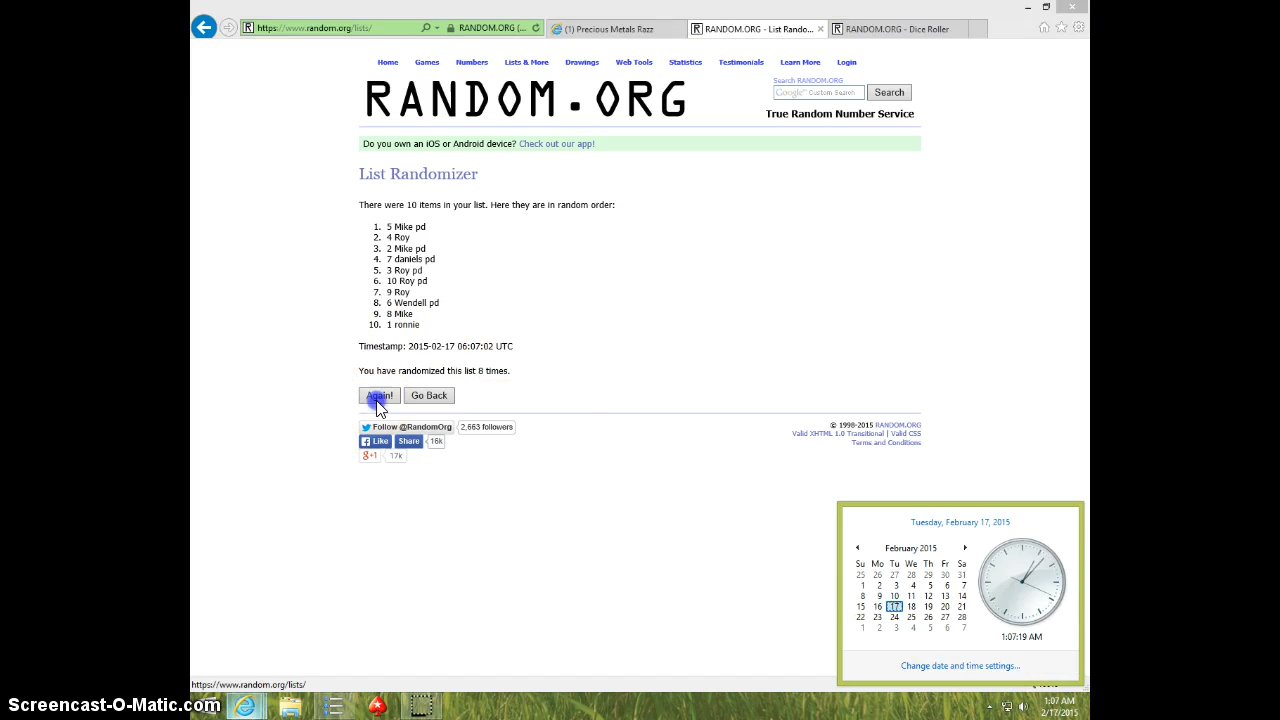 https://www.random.org/lists/
RANDOM.ORG (...
(1) Precious Metals Razz
RANDOM.ORG - List Rando...
RANDOM.ORG - Dice Roller
Home Games Numbers Lists & More Drawings Web Tools Statistics Testimonials Learn More Login
RANDOM.ORG
Search RANDOM.ORG
Google™ Custom Search
Search
True Random Number Service
Do you own an iOS or Android device? Check out our app!
List Randomizer
There were 10 items in your list. Here they are in random order:
1. 5 Mike pd
2. 4 Roy
3. 2 Mike pd
4. 7 daniels pd
5. 3 Roy pd
6. 10 Roy pd
7. 9 Roy
8. 6 Wendell pd
9. 8 Mike
10. 1 ronnie
Timestamp: 2015-02-17 06:07:02 UTC
You have randomized this list 8 times.
Again! Go Back
Follow @RandomOrg 2,663 followers
Like Share 16k
g+1 17k
© 1998-2015 RANDOM.ORG
Valid XHTML 1.0 Transitional | Valid CSS
Terms and Conditions
Tuesday, February 17, 2015
February 2015
Su Mo Tu We Th Fr Sa
25 26 27 28 29 30 31
1 2 3 4 5 6 7
8 9 10 11 12 13 14
15 16 17 18 19 20 21
22 23 24 25 26 27 28
1 2 3 4 5 6 7
1:07:19 AM
Change date and time settings...
https://www.random.org/lists/
1:07 AM
2/17/2015
Screencast-O-Matic.com